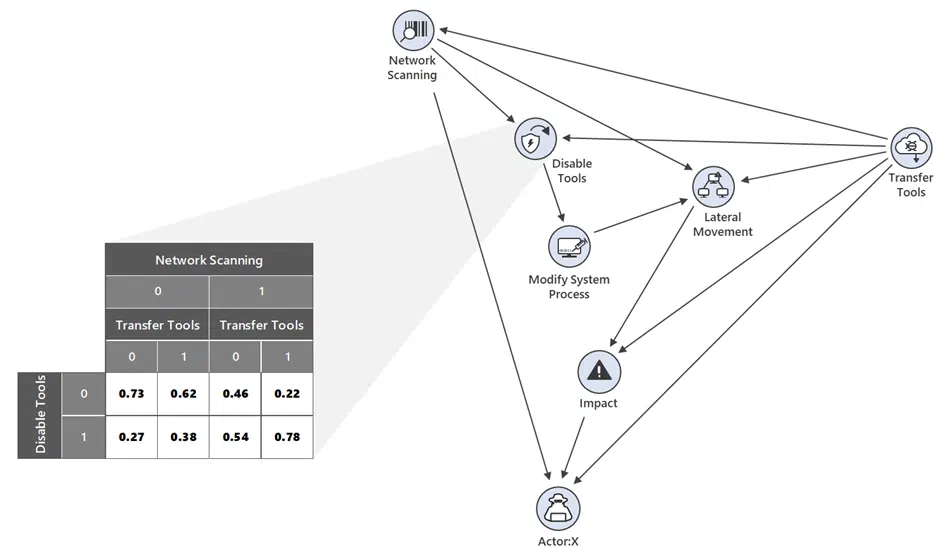 Network
Scanning
Disable
Tools
Transfer
Tools
Lateral
Movement
Modify System
Process
Impact
Actor:X
Network Scanning
0 1
Transfer Tools Transfer Tools
0 1 0 1
Disable Tools
0 0.73 0.62 0.46 0.22
1 0.27 0.38 0.54 0.78